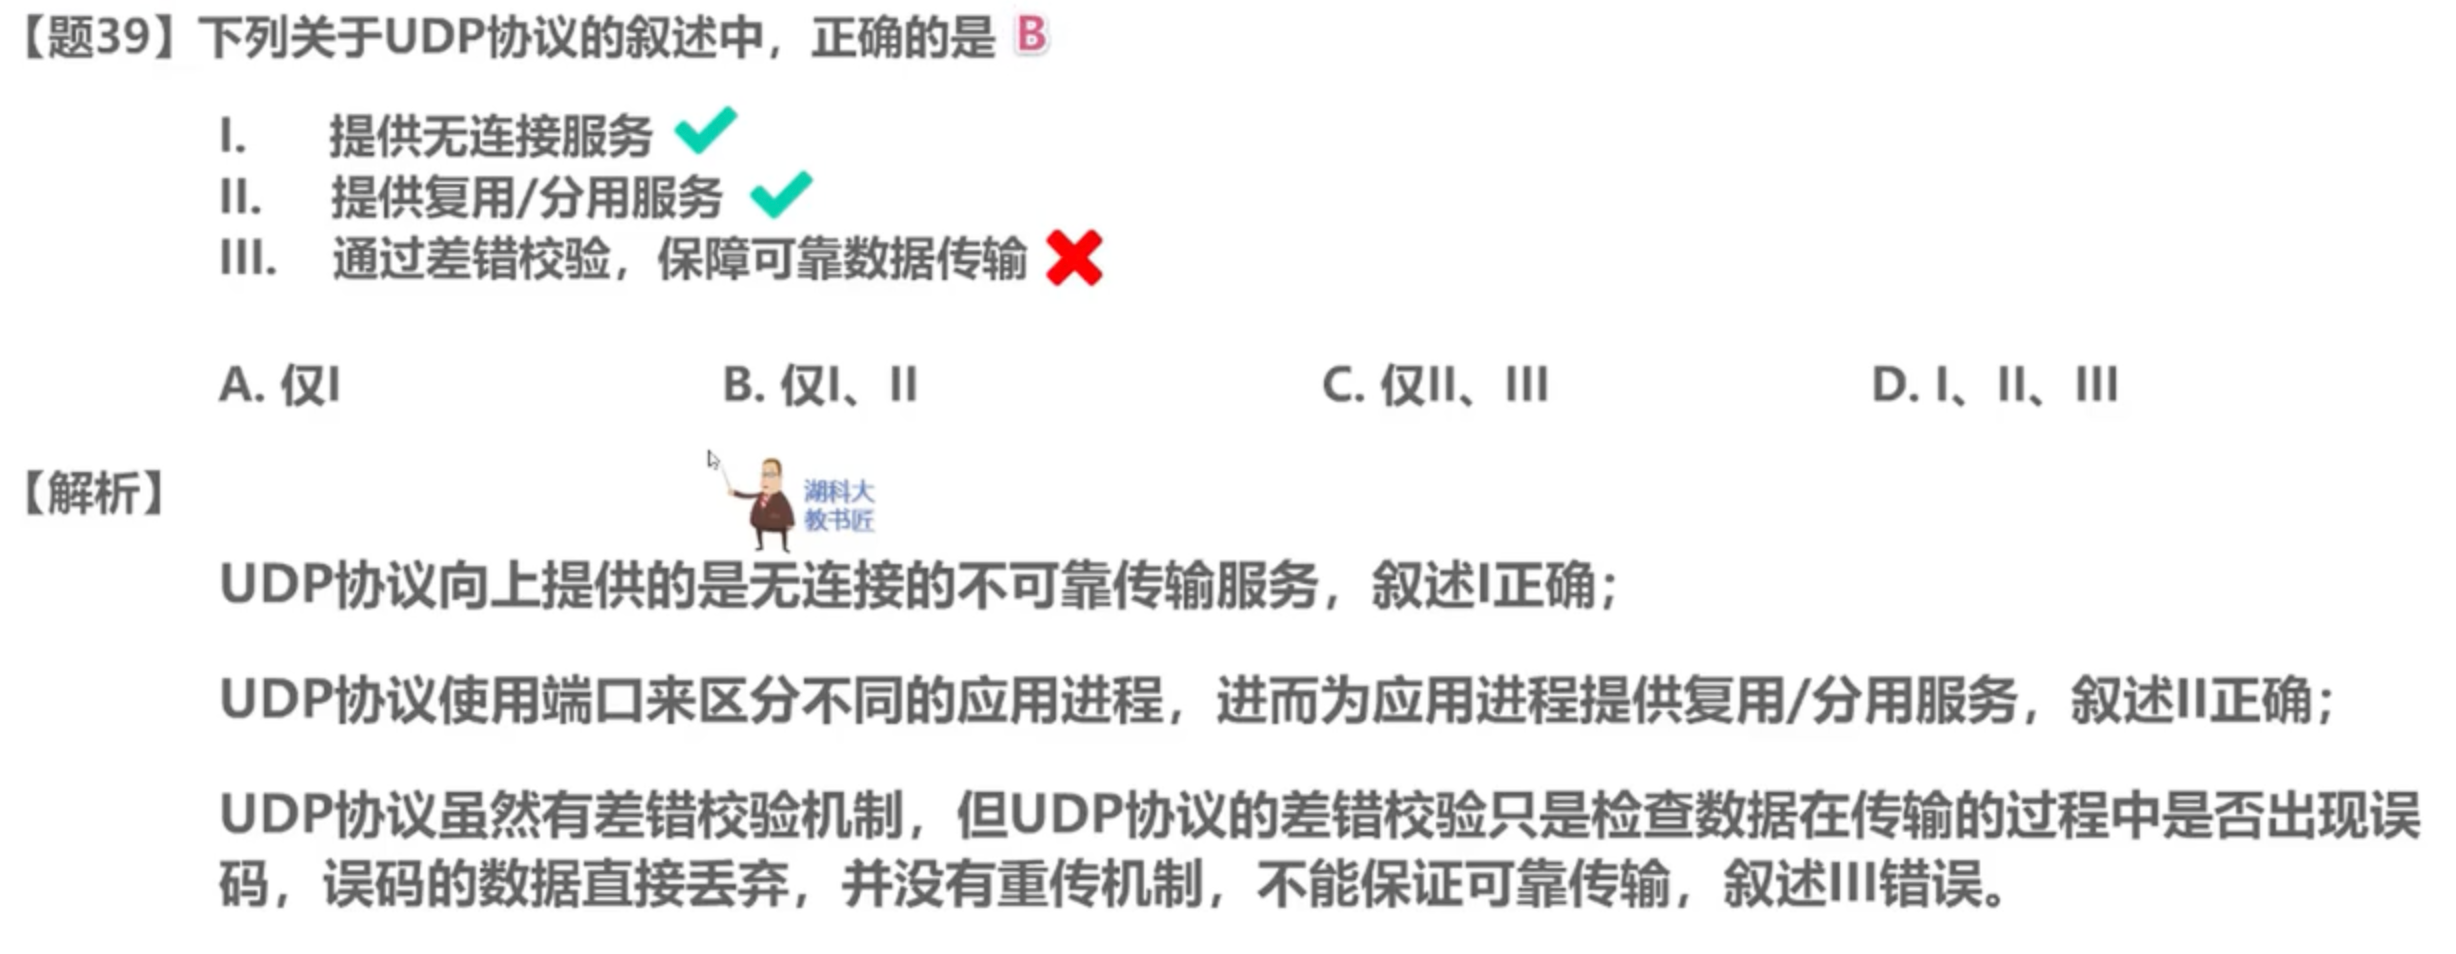 【题39】下列关于UDP协议的叙述中，正确的是 B
I. 提供无连接服务
II. 提供复用/分用服务
III. 通过差错校验，保障可靠数据传输
A. 仅I B. 仅I、II C. 仅II、III D. I、II、III
【解析】
湖科大
教书匠
UDP协议向上提供的是无连接的不可靠传输服务，叙述I正确；
UDP协议使用端口来区分不同的应用进程，进而为应用进程提供复用/分用服务，叙述II正确；
UDP协议虽然有差错校验机制，但UDP协议的差错校验只是检查数据在传输的过程中是否出现误
码，误码的数据直接丢弃，并没有重传机制，不能保证可靠传输，叙述III错误。